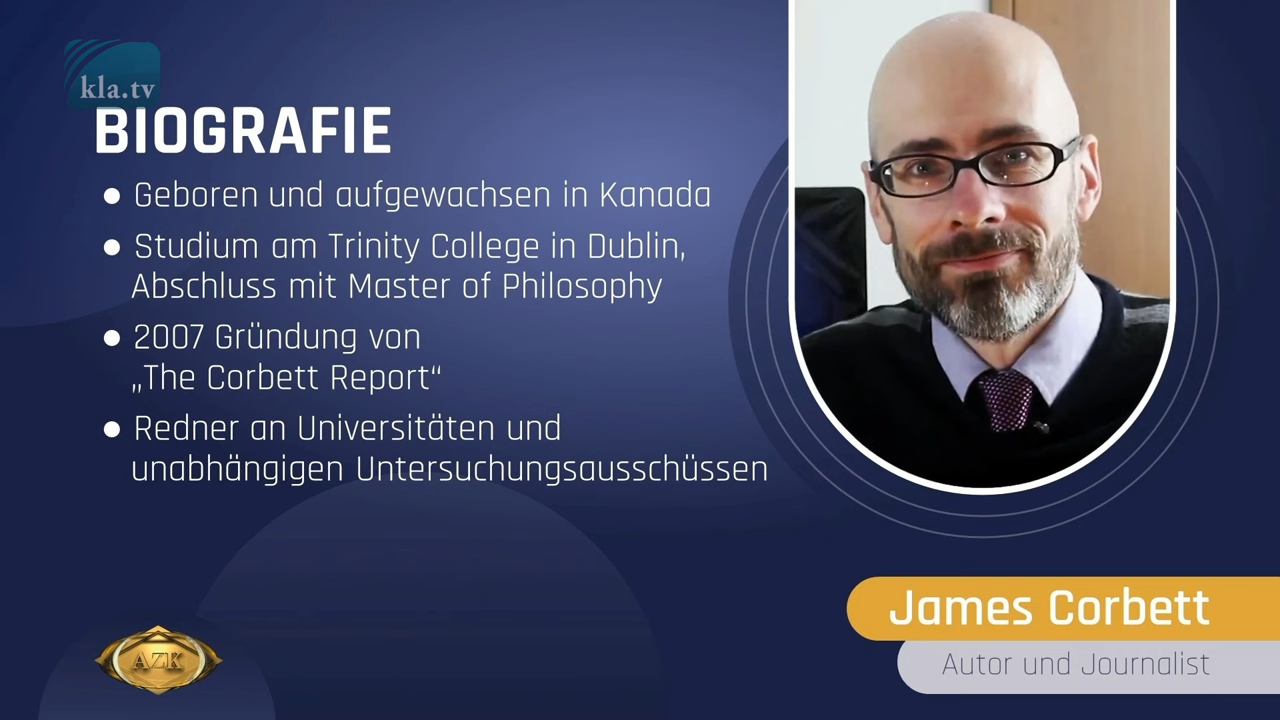 kla.tv
BIOGRAFIE
● Geboren und aufgewachsen in Kanada
● Studium am Trinity College in Dublin,
Abschluss mit Master of Philosophy
● 2007 Gründung von
„The Corbett Report“
● Redner an Universitäten und
unabhängigen Untersuchungsausschüssen
AZK
James Corbett
Autor und Journalist